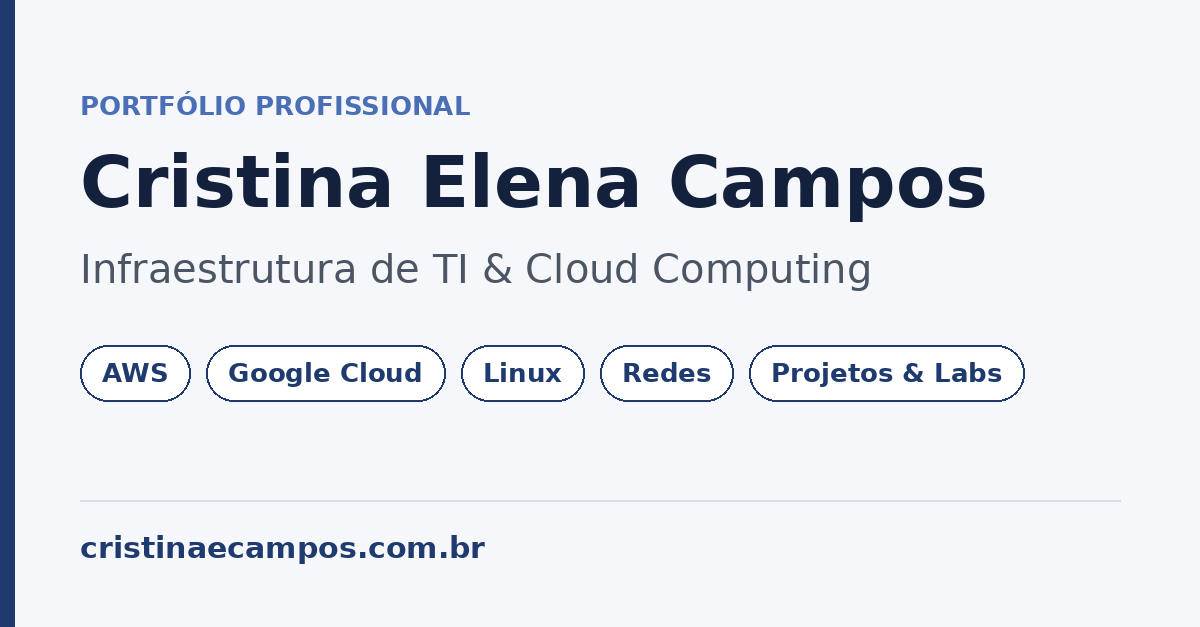 PORTFÓLIO PROFISSIONAL
Cristina Elena Campos
Infraestrutura de TI & Cloud Computing
AWS Google Cloud Linux Redes Projetos & Labs
cristinaecampos.com.br